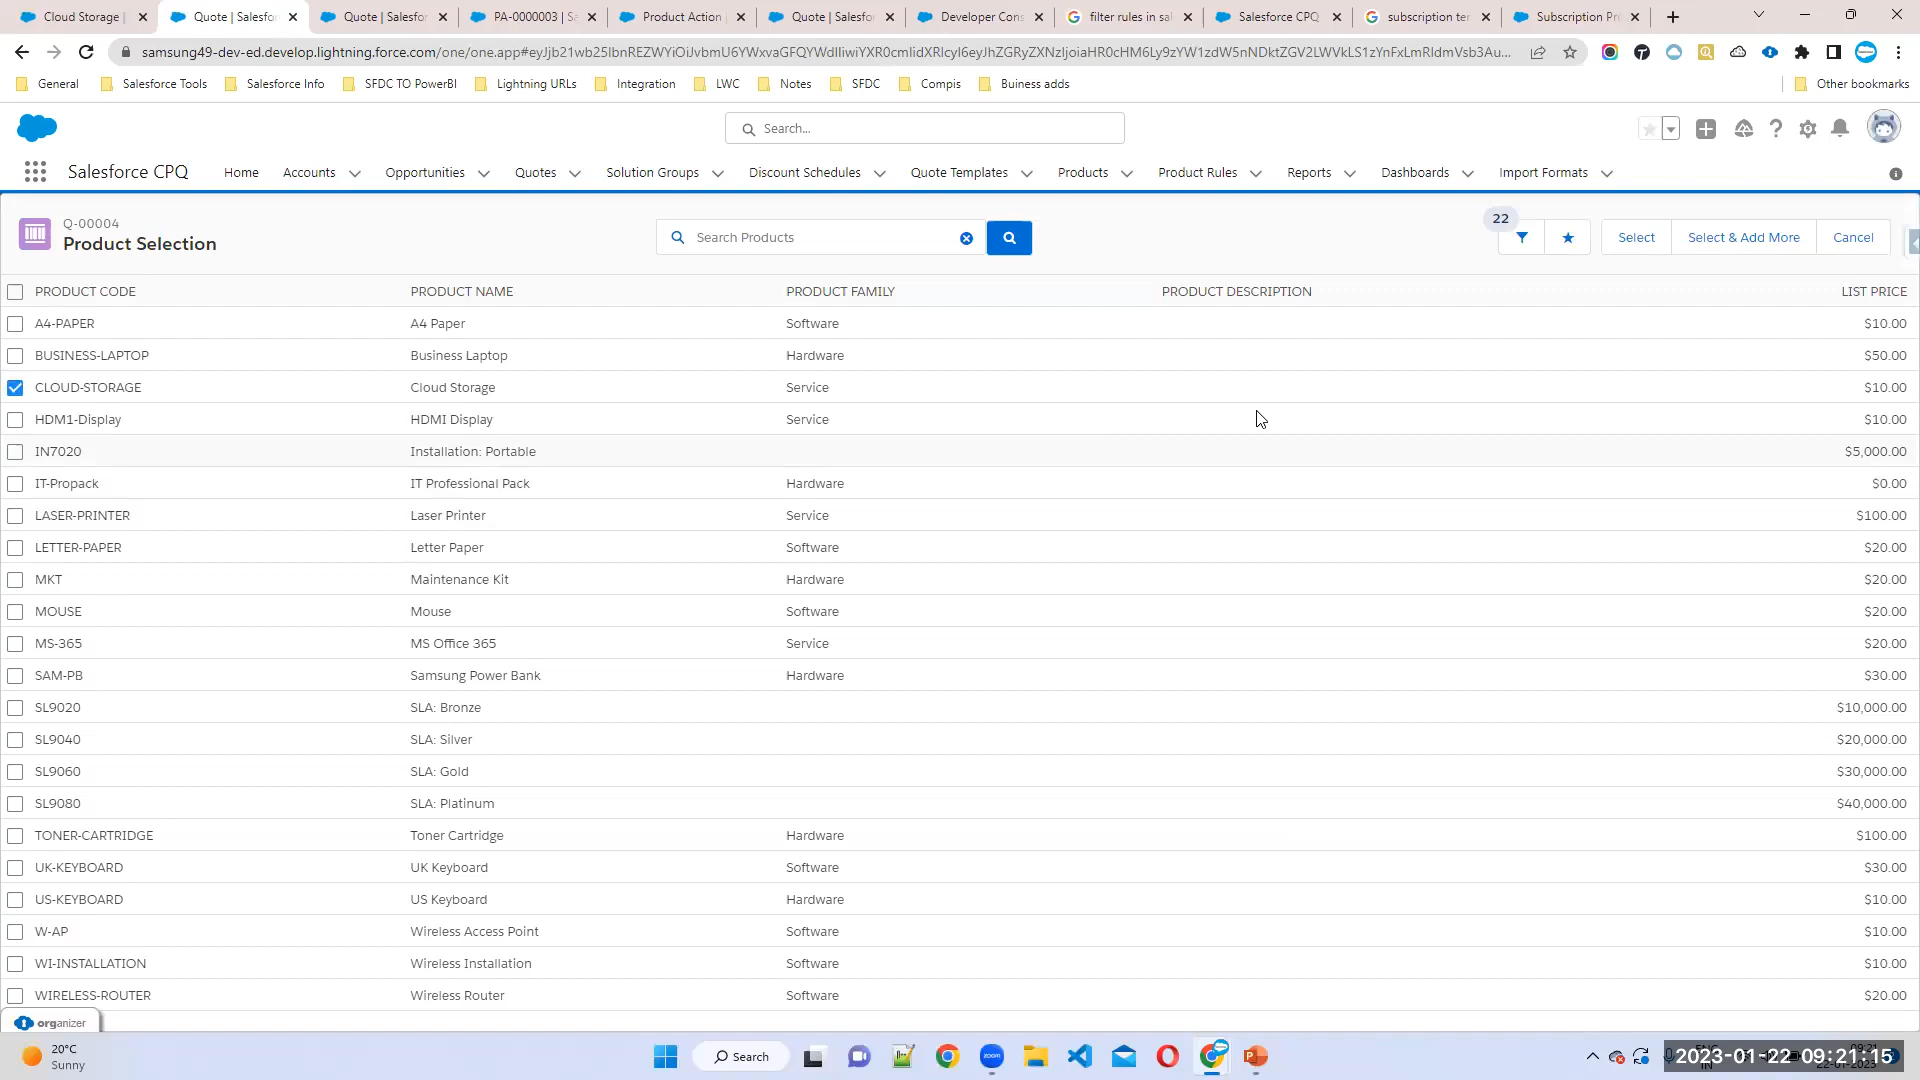 Cloud Storage |
Quote | Salesfor
Quote | Salesfor
PA-0000003 | Sa
Product Action |
Quote | Salesfor
Developer Cons
filter rules in sal
Salesforce CPQ
subscription ter
Subscription Pri
samsung49-dev-ed.develop.lightning.force.com/one/one.app#eyJjb21wb25lbnREZWYiOiJvbmU6YWxvaGFQYWdlIiwiYXR0cmlidXRlcyI6eyJhZGRyZXNzIjoiaHR0cHM6Ly9zYW1zdW5nNDktZGV2LWVkLS1zYnFxLmRldmVsb3Au...
General
Salesforce Tools
Salesforce Info
SFDC TO PowerBI
Lightning URLs
Integration
LWC
Notes
SFDC
Compis
Buiness adds
Other bookmarks
Search...
Salesforce CPQ
Home
Accounts
Opportunities
Quotes
Solution Groups
Discount Schedules
Quote Templates
Products
Product Rules
Reports
Dashboards
Import Formats
Q-00004
Product Selection
Search Products
22
Select
Select & Add More
Cancel
PRODUCT CODE PRODUCT NAME PRODUCT FAMILY PRODUCT DESCRIPTION LIST PRICE
A4-PAPER A4 Paper Software $10.00
BUSINESS-LAPTOP Business Laptop Hardware $50.00
CLOUD-STORAGE Cloud Storage Service $10.00
HDM1-Display HDMI Display Service $10.00
IN7020 Installation: Portable $5,000.00
IT-Propack IT Professional Pack Hardware $0.00
LASER-PRINTER Laser Printer Service $100.00
LETTER-PAPER Letter Paper Software $20.00
MKT Maintenance Kit Hardware $20.00
MOUSE Mouse Software $20.00
MS-365 MS Office 365 Service $20.00
SAM-PB Samsung Power Bank Hardware $30.00
SL9020 SLA: Bronze $10,000.00
SL9040 SLA: Silver $20,000.00
SL9060 SLA: Gold $30,000.00
SL9080 SLA: Platinum $40,000.00
TONER-CARTRIDGE Toner Cartridge Hardware $100.00
UK-KEYBOARD UK Keyboard Software $30.00
US-KEYBOARD US Keyboard Hardware $10.00
W-AP Wireless Access Point Software $10.00
WI-INSTALLATION Wireless Installation Software $10.00
WIRELESS-ROUTER Wireless Router Software $20.00
organizer
20°C
Sunny
Search
zoom
2023-01-22 09:21:15